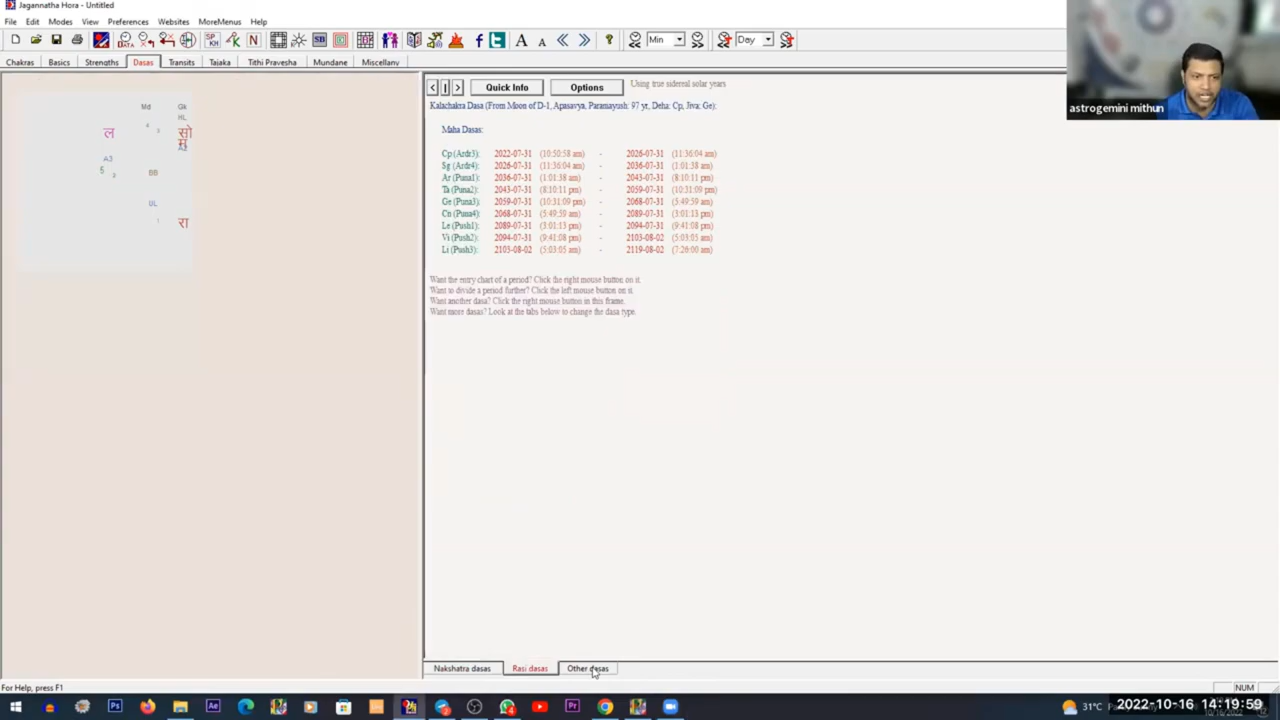 Jagannatha Hora - Untitled
File Edit Modes View Preferences Websites MoreMenus Help
Min Day
Chakras Basics Strengths Dasas Transits Tajaka Tithi Pravesha Mundane Miscellany
astrogemini mithun
Quick Info Options Using true sidereal solar years
Kalachakra Dasa (From Moon of D-1, Apasavya, Paramayush: 97 yr, Deha: Cp, Jiva: Ge):
Maha Dasas:
Cp (Ardr3): 2022-07-31 (10:50:58 am) - 2026-07-31 (11:36:04 am)
Sg (Ardr4): 2026-07-31 (11:36:04 am) - 2036-07-31 (1:01:38 am)
Ar (Puna1): 2036-07-31 (1:01:38 am) - 2043-07-31 (8:10:11 pm)
Ta (Puna2): 2043-07-31 (8:10:11 pm) - 2059-07-31 (10:31:09 pm)
Ge (Puna3): 2059-07-31 (10:31:09 pm) - 2068-07-31 (5:49:59 am)
Cn (Puna4): 2068-07-31 (5:49:59 am) - 2089-07-31 (3:01:13 pm)
Le (Push1): 2089-07-31 (3:01:13 pm) - 2094-07-31 (9:41:08 pm)
Vi (Push2): 2094-07-31 (9:41:08 pm) - 2103-08-02 (5:03:05 am)
Li (Push3): 2103-08-02 (5:03:05 am) - 2119-08-02 (7:26:00 am)
Want the entry chart of a period? Click the right mouse button on it.
Want to divide a period further? Click the left mouse button on it.
Want another dasa? Click the right mouse button in this frame.
Want more dasas? Look at the tabs below to change the dasa type.
Md Gk
HL
ल सो
A3
BB
UL
रा
Nakshatra dasas Rasi dasas Other dasas
For Help, press F1 NUM
31°C 2022-10-16 14:19:59